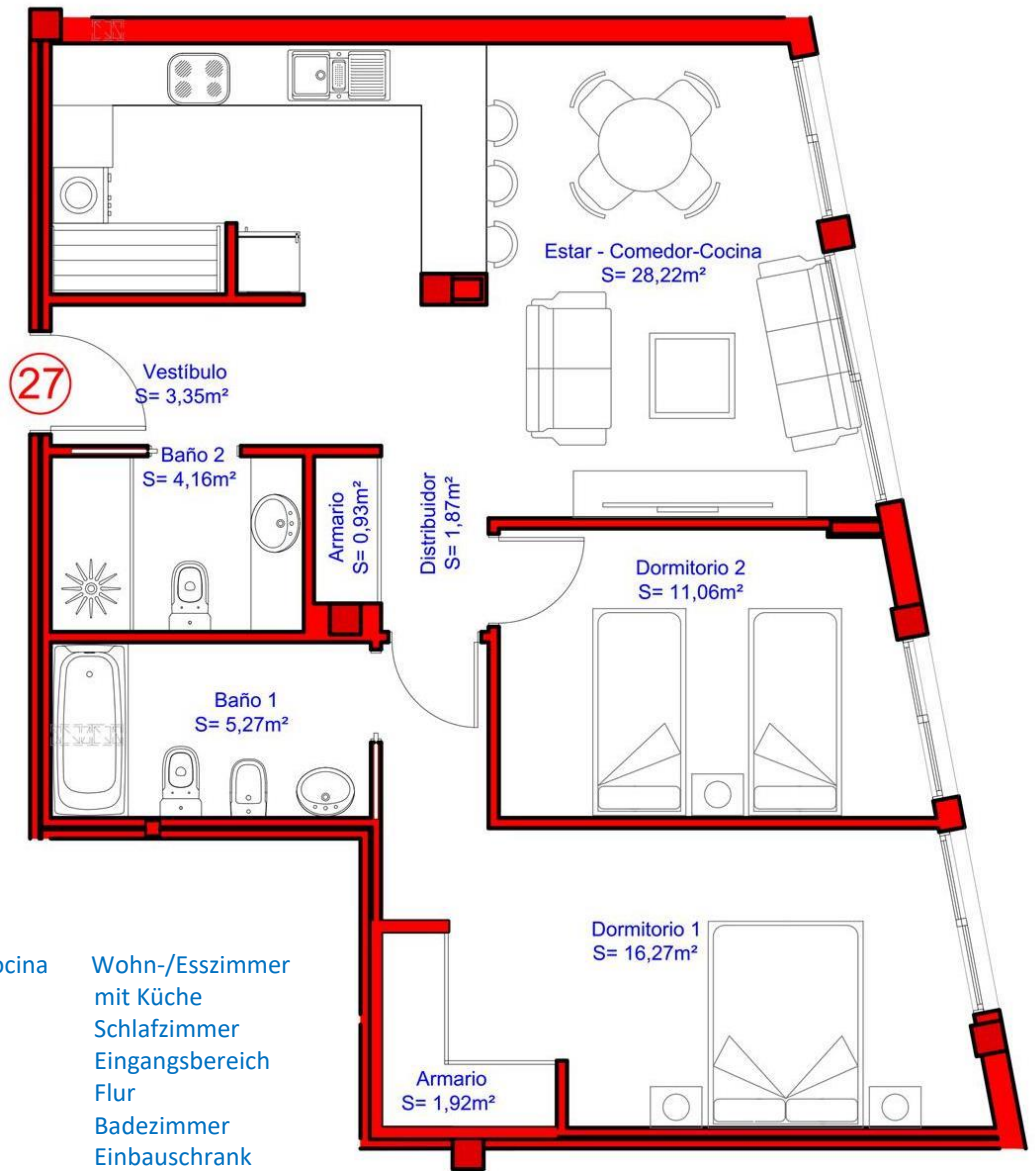 Estar - Comedor-Cocina
S= 28,22m²
27
Vestíbulo
S= 3,35m²
Baño 2
S= 4,16m²
Armario
S= 0,93m²
Distribuidor
S= 1,87m²
Dormitorio 2
S= 11,06m²
Baño 1
S= 5,27m²
Dormitorio 1
S= 16,27m²
Armario
S= 1,92m²
Wohn-/Esszimmer
mit Küche
Schlafzimmer
Eingangsbereich
Flur
Badezimmer
Einbauschrank